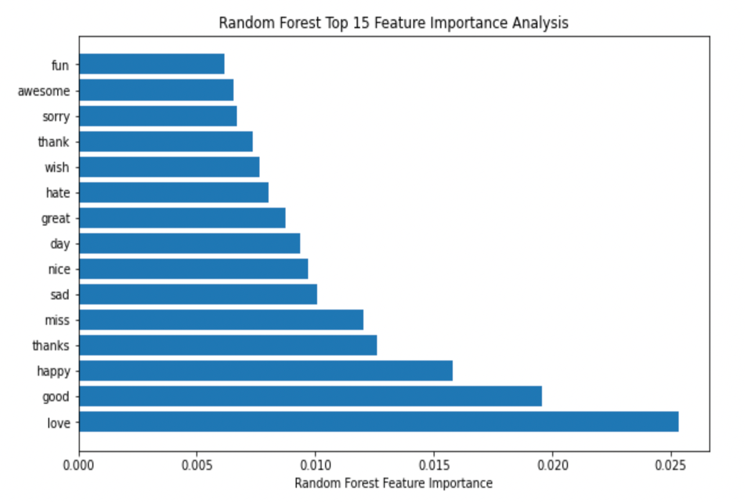 Random Forest Top 15 Feature Importance Analysis
fun
awesome
sorry
thank
wish
hate
great
day
nice
sad
miss
thanks
happy
good
love
0.000 0.005 0.010 0.015 0.020 0.025
Random Forest Feature Importance